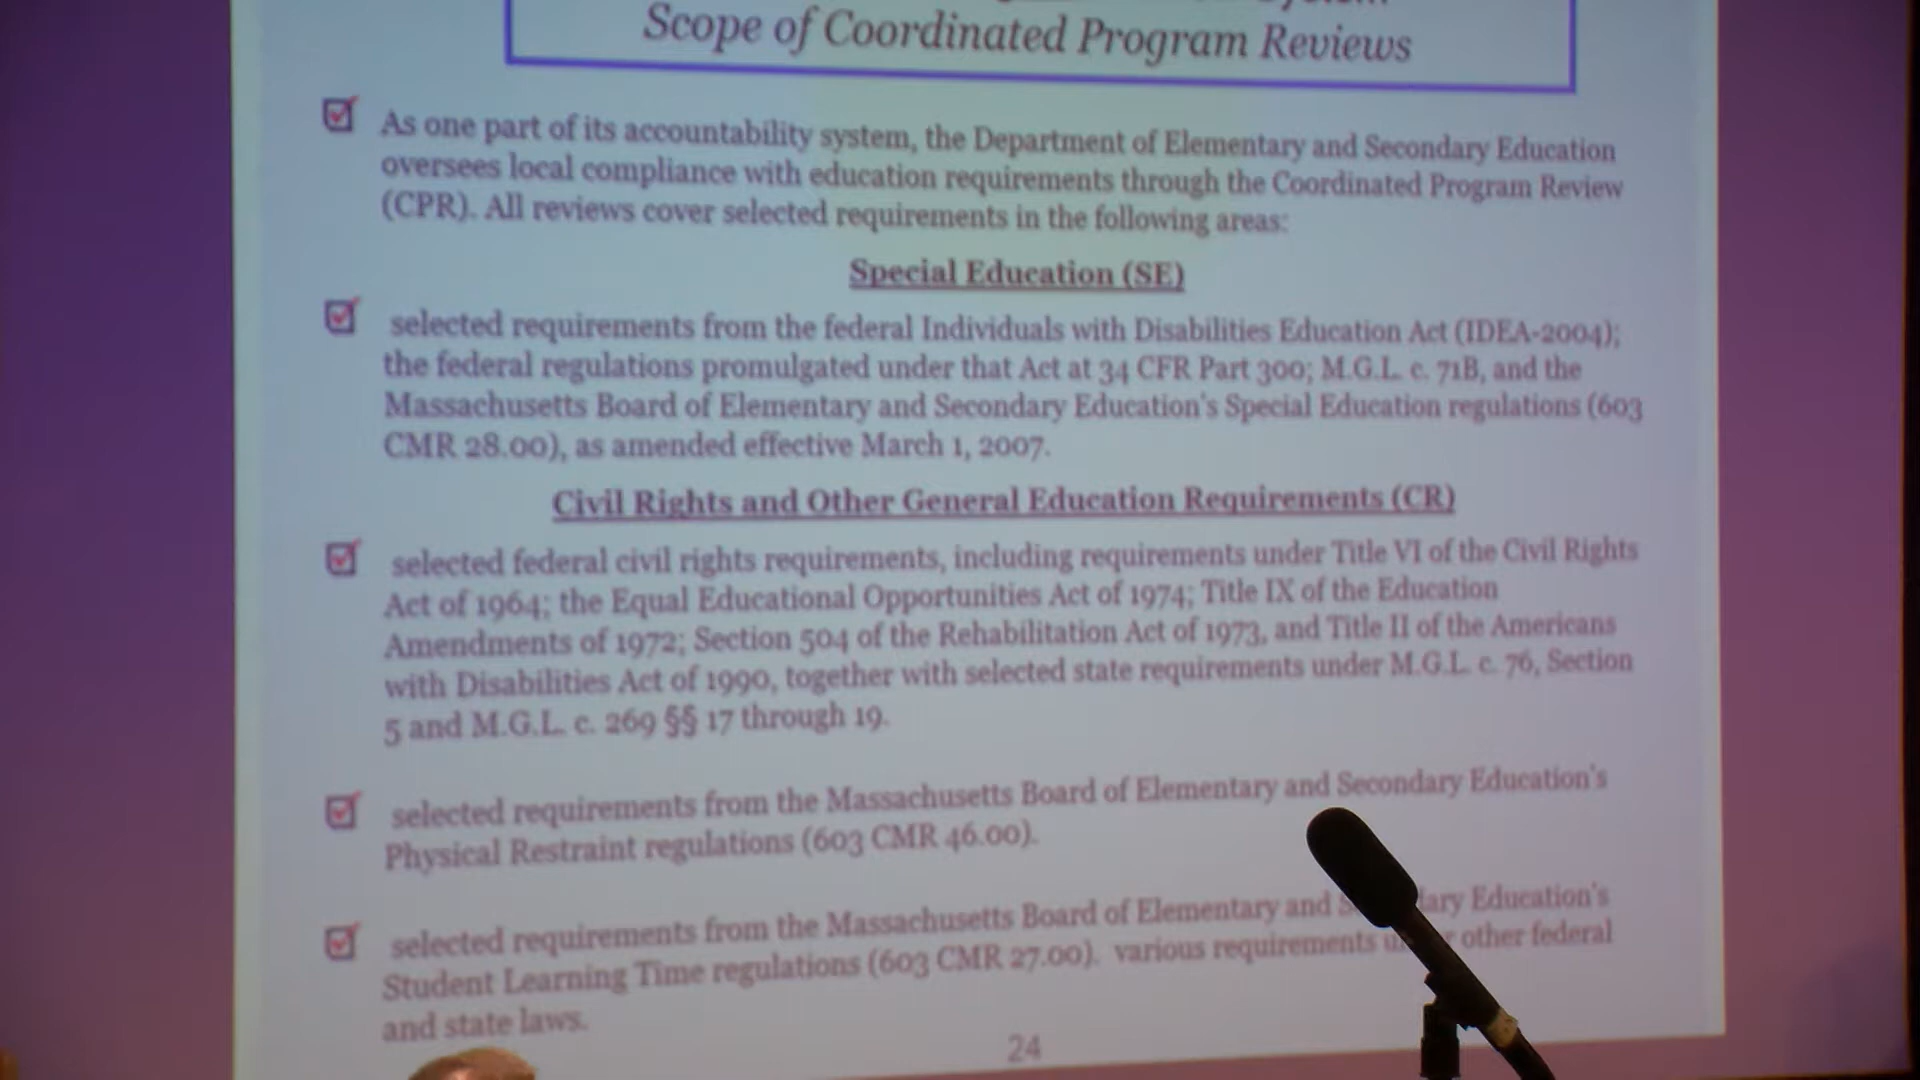 Scope of Coordinated Program Reviews
As one part of its accountability system, the Department of Elementary and Secondary Education
oversees local compliance with education requirements through the Coordinated Program Review
(CPR). All reviews cover selected requirements in the following areas:
Special Education (SE)
selected requirements from the federal Individuals with Disabilities Education Act (IDEA-2004);
the federal regulations promulgated under that Act at 34 CFR Part 300; M.G.L. c. 71B, and the
Massachusetts Board of Elementary and Secondary Education's Special Education regulations (603
CMR 28.00), as amended effective March 1, 2007.
Civil Rights and Other General Education Requirements (CR)
selected federal civil rights requirements, including requirements under Title VI of the Civil Rights
Act of 1964; the Equal Educational Opportunities Act of 1974; Title IX of the Education
Amendments of 1972; Section 504 of the Rehabilitation Act of 1973, and Title II of the Americans
with Disabilities Act of 1990, together with selected state requirements under M.G.L. c. 76, Section
5 and M.G.L. c. 269 §§ 17 through 19.
selected requirements from the Massachusetts Board of Elementary and Secondary Education's
Physical Restraint regulations (603 CMR 46.00).
selected requirements from the Massachusetts Board of Elementary and Education's
Student Learning Time regulations (603 CMR 27.00). various requirements other federal
and state laws.
24